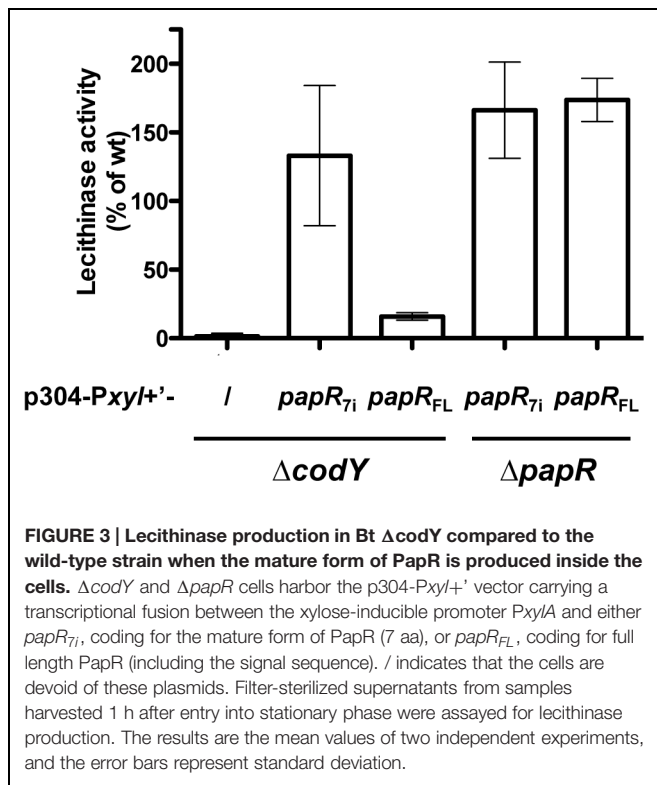 Lecithinase activity
(% of wt)
200
150
100
50
0
p304-Pxyl+'- / papR7i papRFL papR7i papRFL
ΔcodY ΔpapR
FIGURE 3 | Lecithinase production in Bt ΔcodY compared to the
wild-type strain when the mature form of PapR is produced inside the
cells. ΔcodY and ΔpapR cells harbor the p304-Pxyl+' vector carrying a
transcriptional fusion between the xylose-inducible promoter PxylA and either
papR7i, coding for the mature form of PapR (7 aa), or papRFL, coding for full
length PapR (including the signal sequence). / indicates that the cells are
devoid of these plasmids. Filter-sterilized supernatants from samples
harvested 1 h after entry into stationary phase were assayed for lecithinase
production. The results are the mean values of two independent experiments,
and the error bars represent standard deviation.